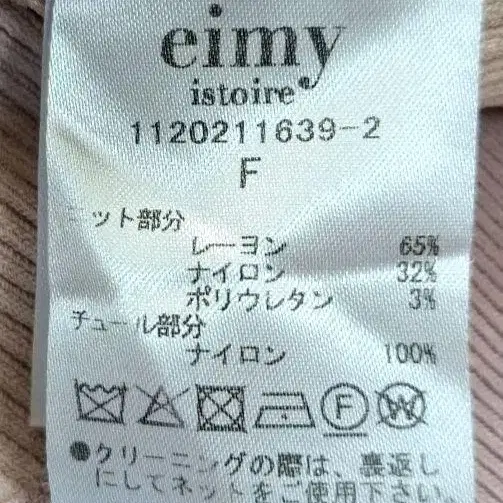 eimy
istoire
1120211639-2
F
ニット部分
レーヨン 65%
ナイロン 32%
ポリウレタン 3%
チュール部分
ナイロン 100%
F W
●クリーニングの際は、裏返し
にしてネットをご使用下さい